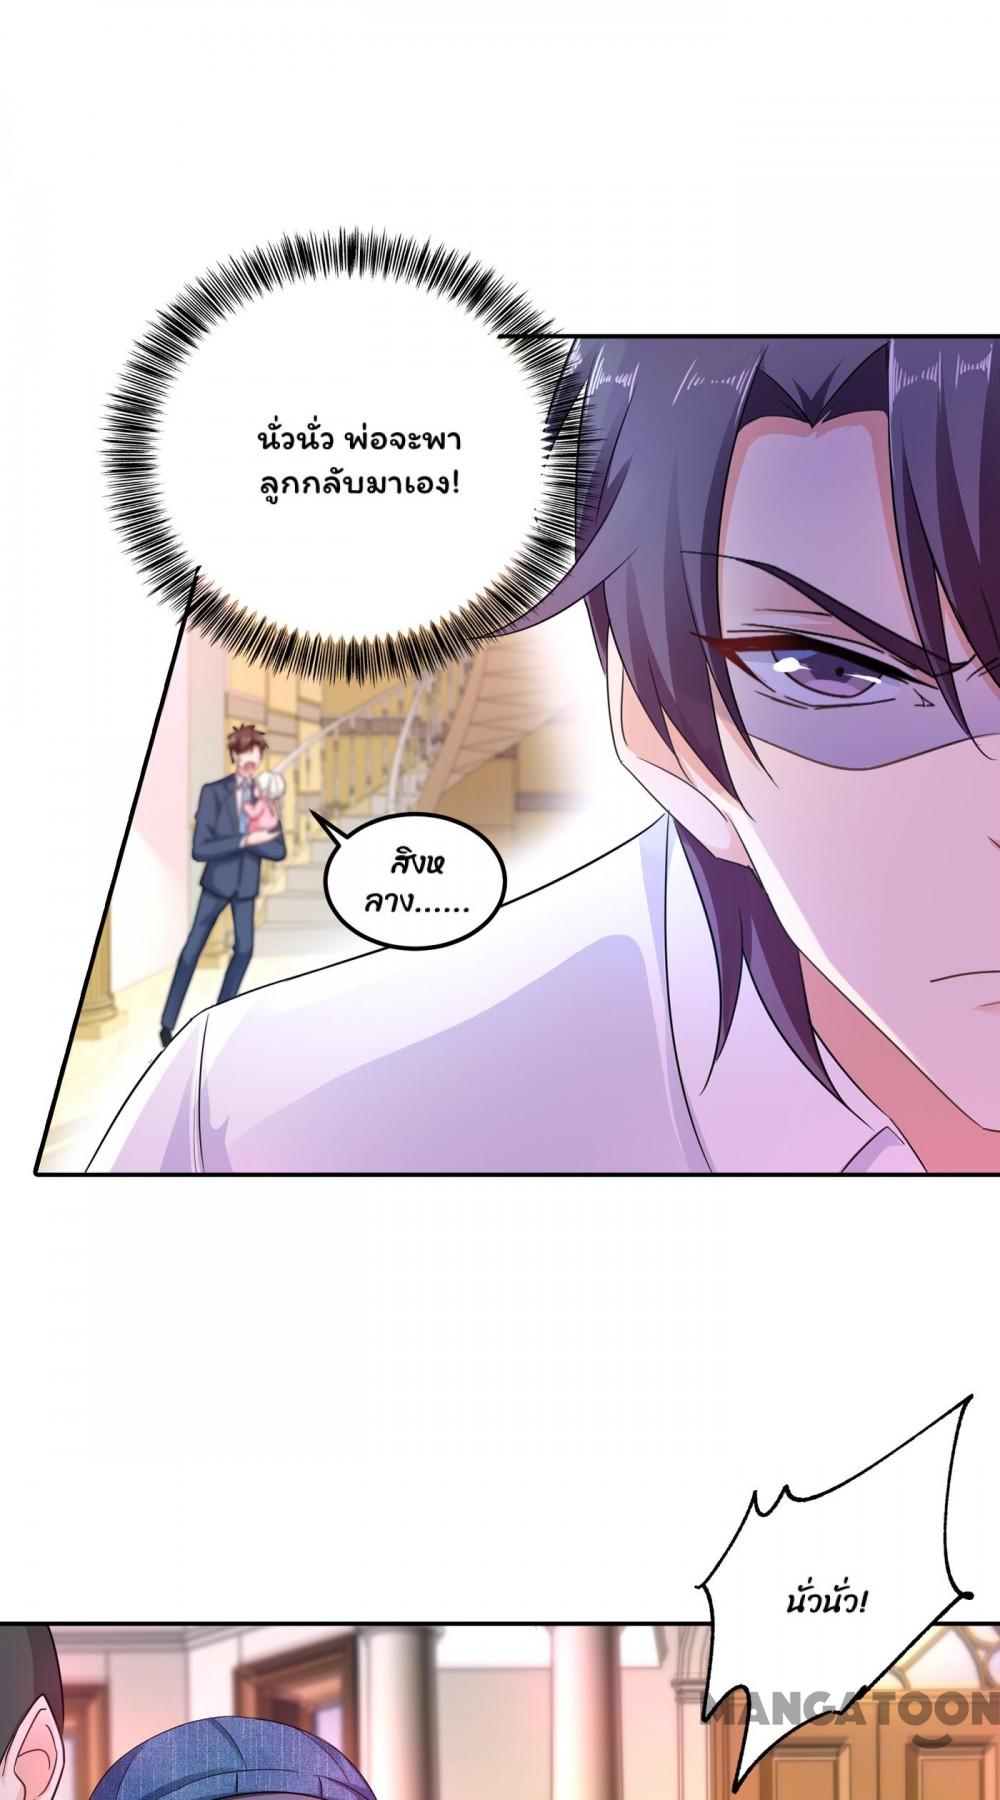 นั่วนั่ว พ่อจะพา
ลูกกลับมาเอง!
สิงห
ลาง......
นั่วนั่ว!
MANGATOON